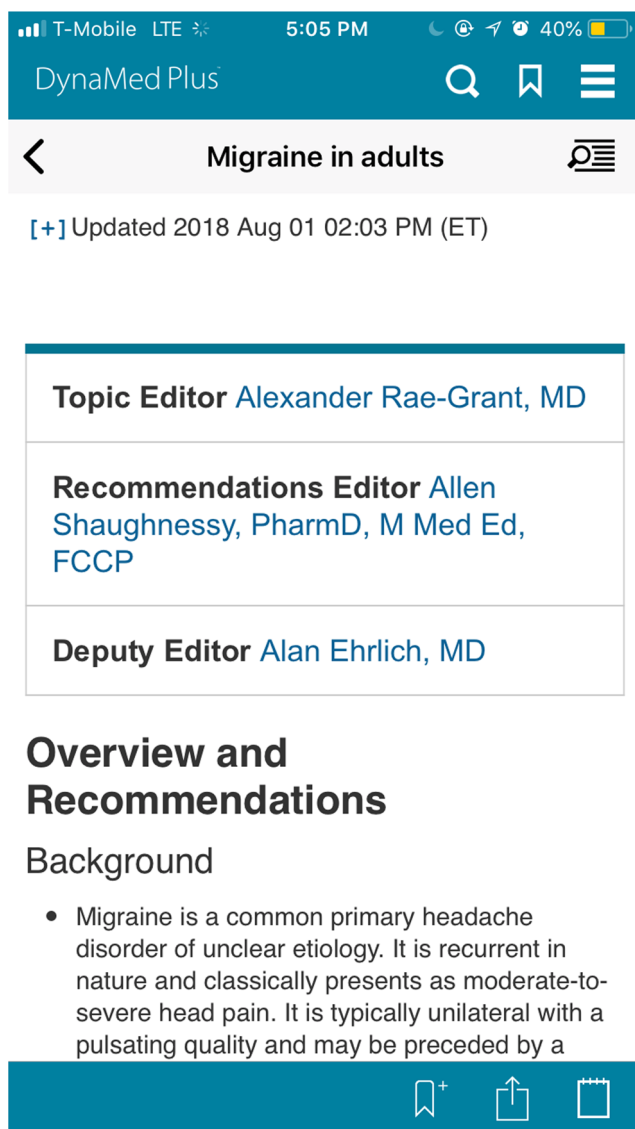 T-Mobile LTE 5:05 PM 40%
DynaMed Plus
Migraine in adults
[+] Updated 2018 Aug 01 02:03 PM (ET)
Topic Editor Alexander Rae-Grant, MD
Recommendations Editor Allen
Shaughnessy, PharmD, M Med Ed,
FCCP
Deputy Editor Alan Ehrlich, MD
Overview and
Recommendations
Background
• Migraine is a common primary headache
disorder of unclear etiology. It is recurrent in
nature and classically presents as moderate-to-
severe head pain. It is typically unilateral with a
pulsating quality and may be preceded by a